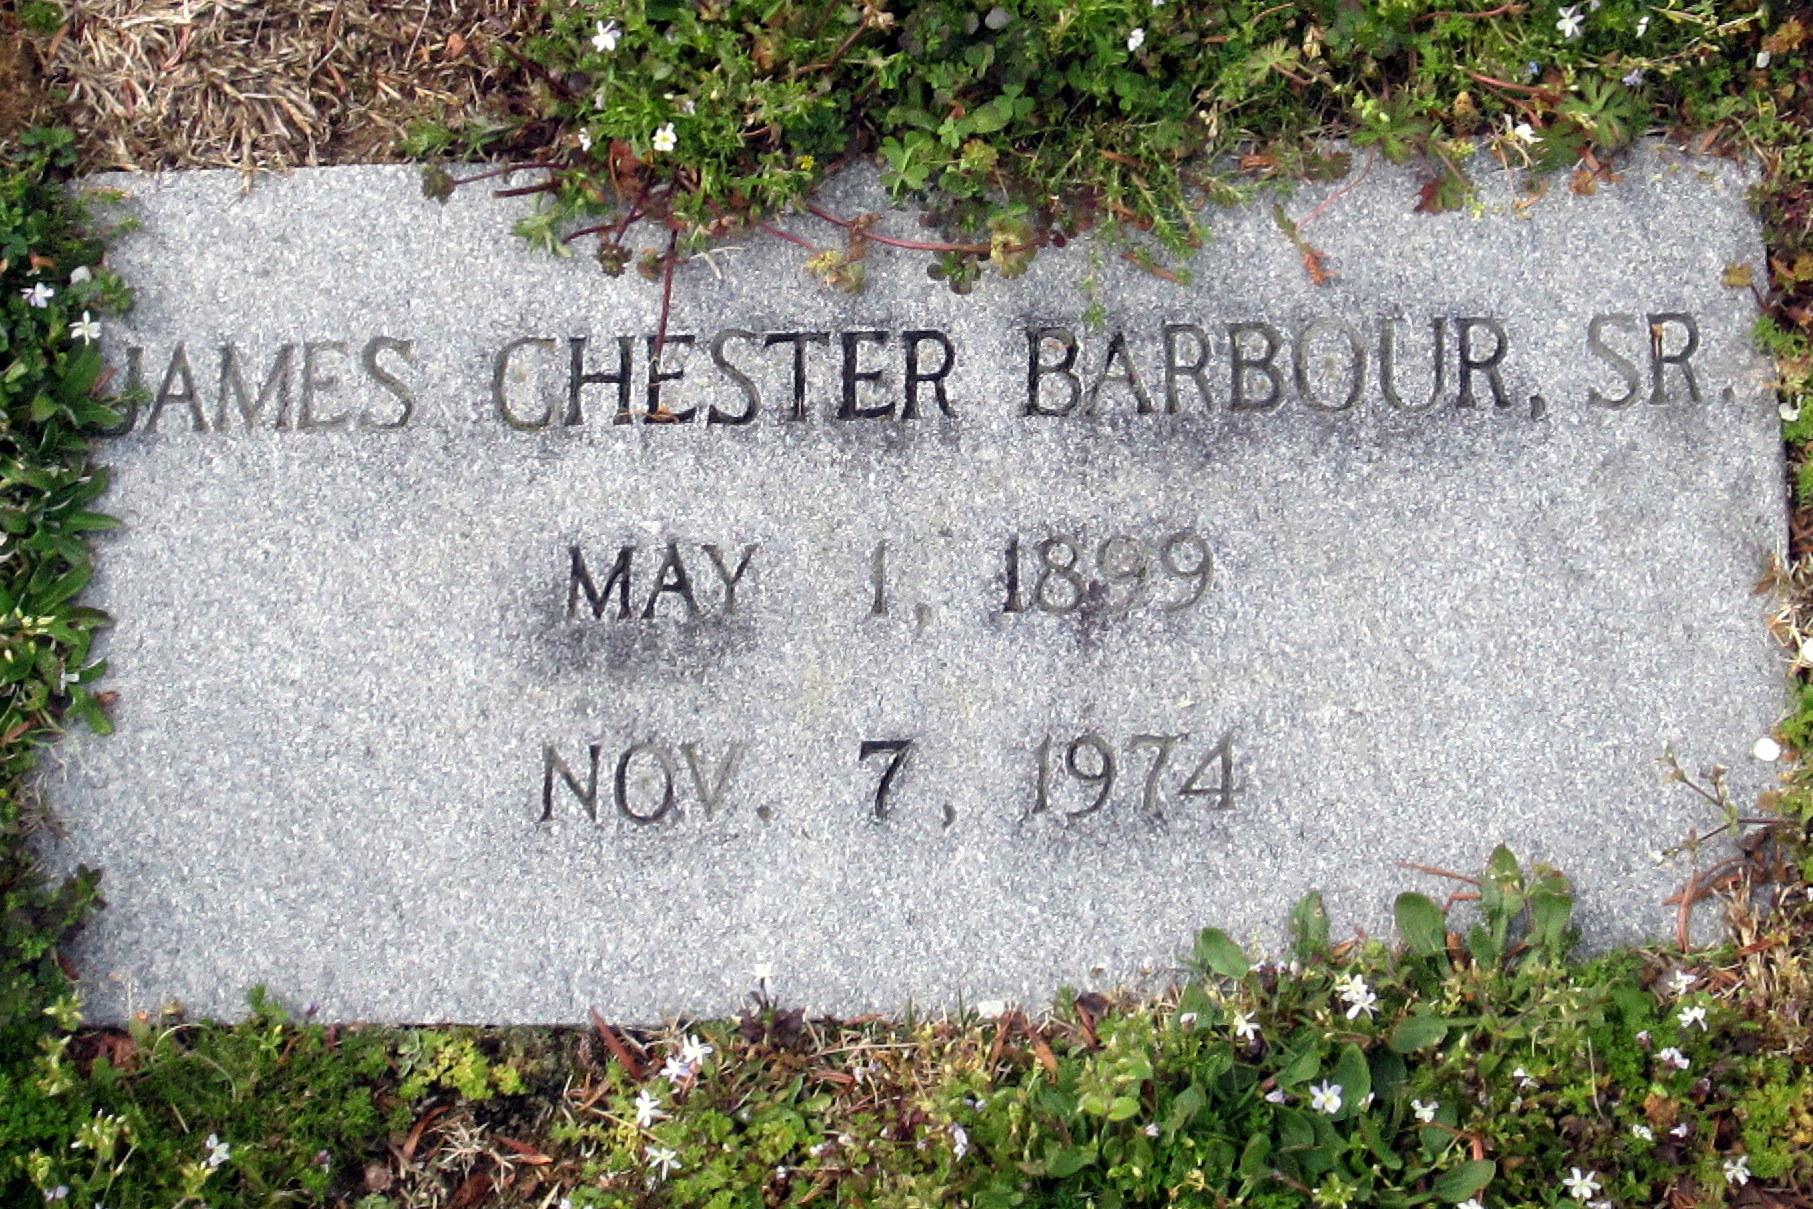 JAMES CHESTER BARBOUR, SR.
MAY 1, 1899
NOV. 7, 1974